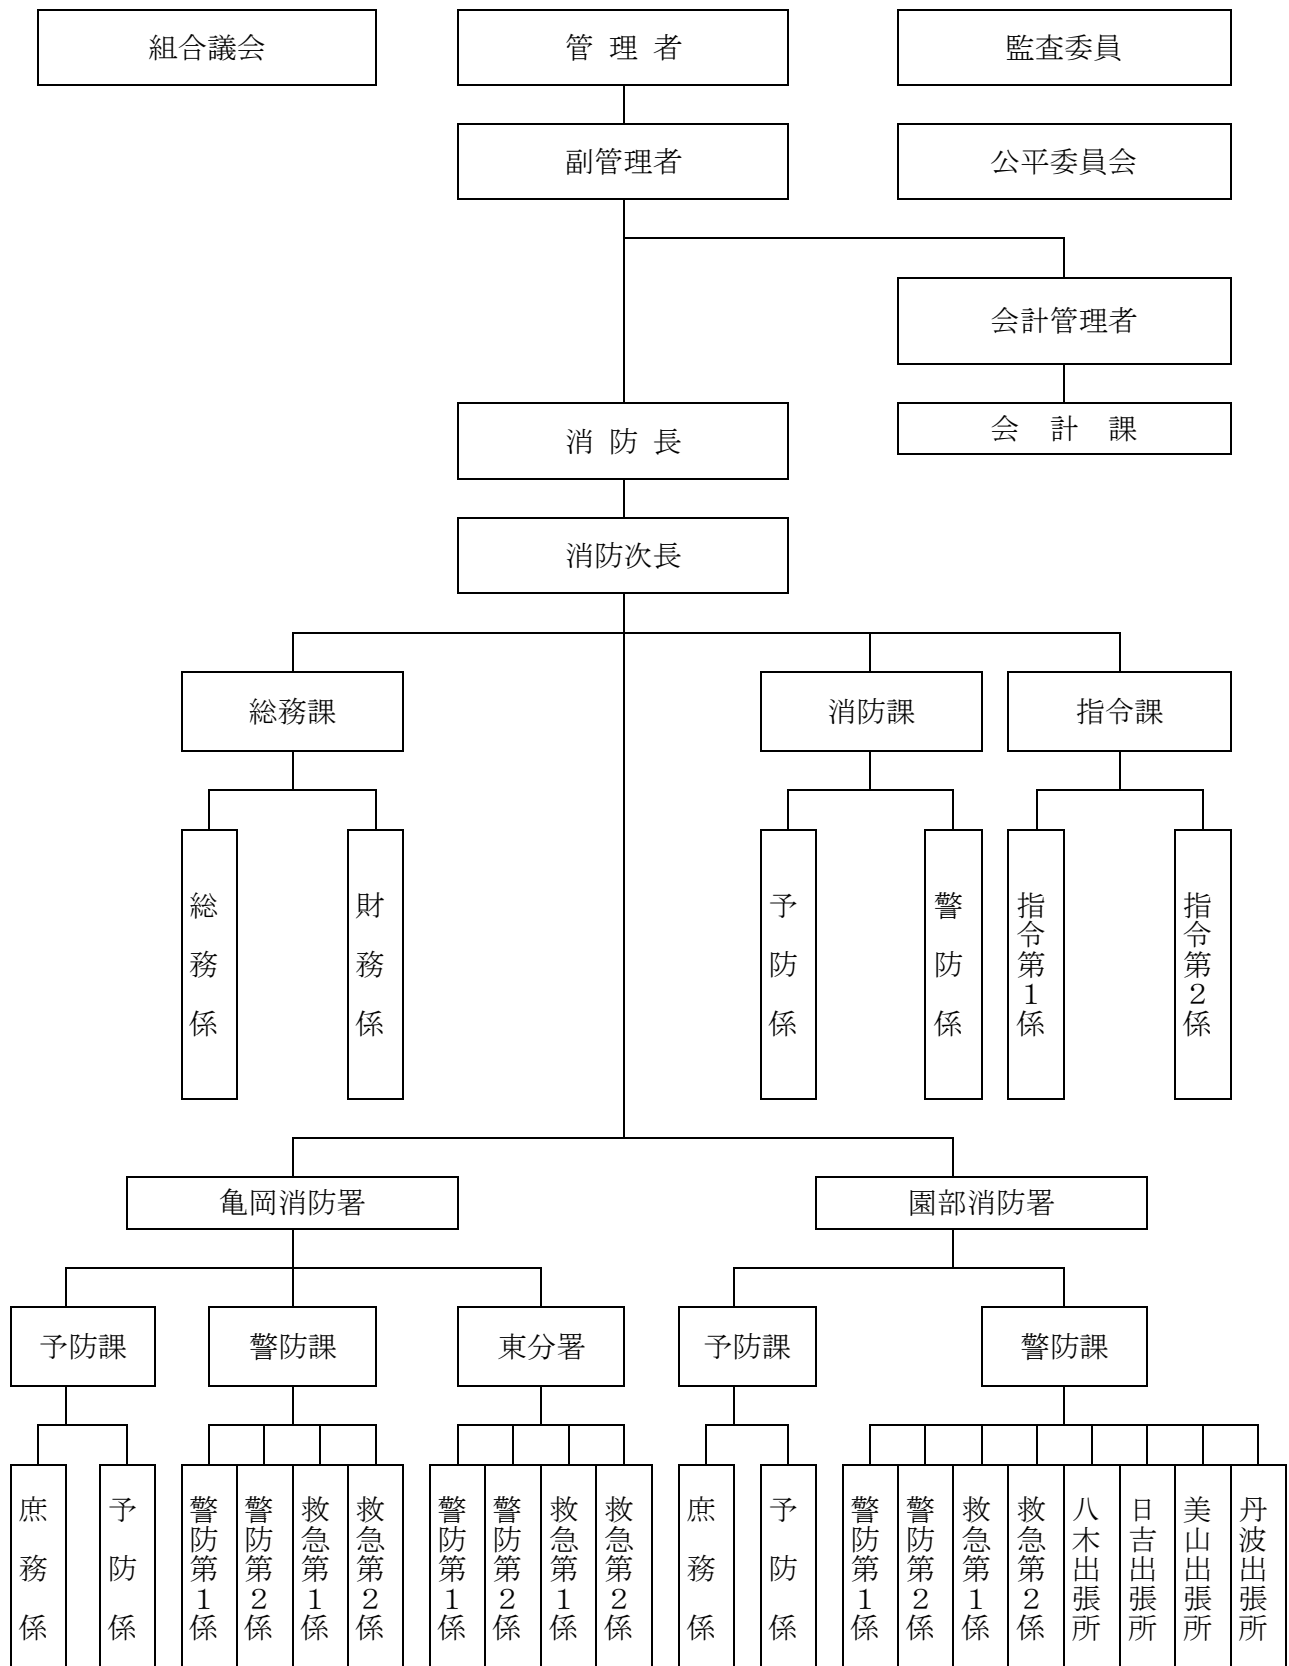 組合議会
管 理 者
監査委員
副管理者
公平委員会
会計管理者
消 防 長
会　計　課
消防次長
総務課
消防課
指令課
総務係
財務係
予防係
警防係
指令第１係
指令第２係
亀岡消防署
園部消防署
予防課
警防課
東分署
予防課
警防課
庶務係
予防係
警防第１係
警防第２係
救急第１係
救急第２係
警防第１係
警防第２係
救急第１係
救急第２係
庶務係
予防係
警防第１係
警防第２係
救急第１係
救急第２係
八木出張所
日吉出張所
美山出張所
丹波出張所